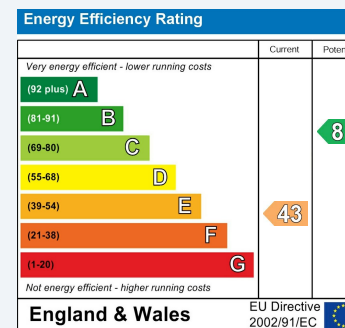 Energy Efficiency Rating
Current
Very energy efficient - lower running costs
(92 plus) A
(81-91) B
(69-80) C
(55-68) D
(39-54) E
43
(21-38) F
(1-20) G
Not energy efficient - higher running costs
England & Wales
EU Directive
2002/91/EC